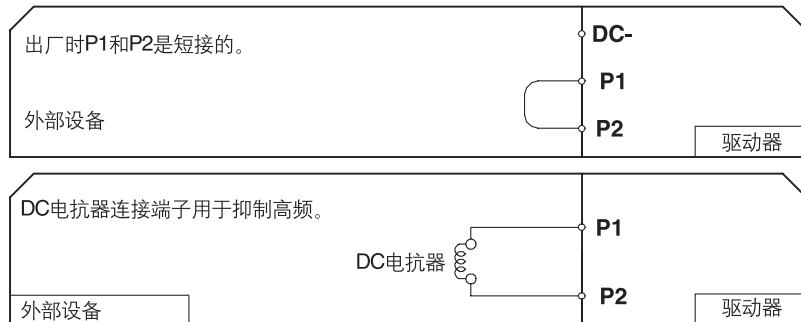 出厂时P1和P2是短接的。
DC-
P1
外部设备
P2
驱动器
DC电抗器连接端子用于抑制高频。
P1
DC电抗器
P2
外部设备
驱动器